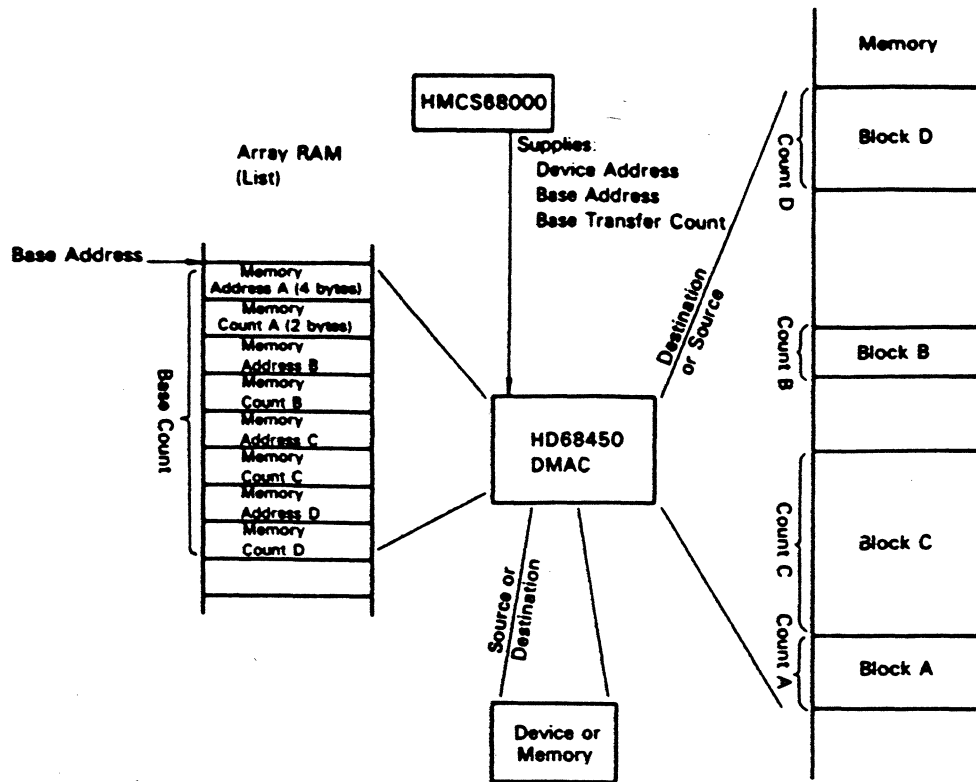 Memory
HMCS68000
Supplies:
Device Address
Base Address
Base Transfer Count
Array RAM
(List)
Base Address
Memory
Address A (4 bytes)
Memory
Count A (2 bytes)
Memory
Address B
Memory
Count B
Memory
Address C
Memory
Count C
Memory
Address D
Memory
Count D
Base Count
HD68450
DMAC
Destination
or Source
Source or
Destination
Device or
Memory
Count D
Block D
Count B
Block B
Count C
Block C
Count A
Block A